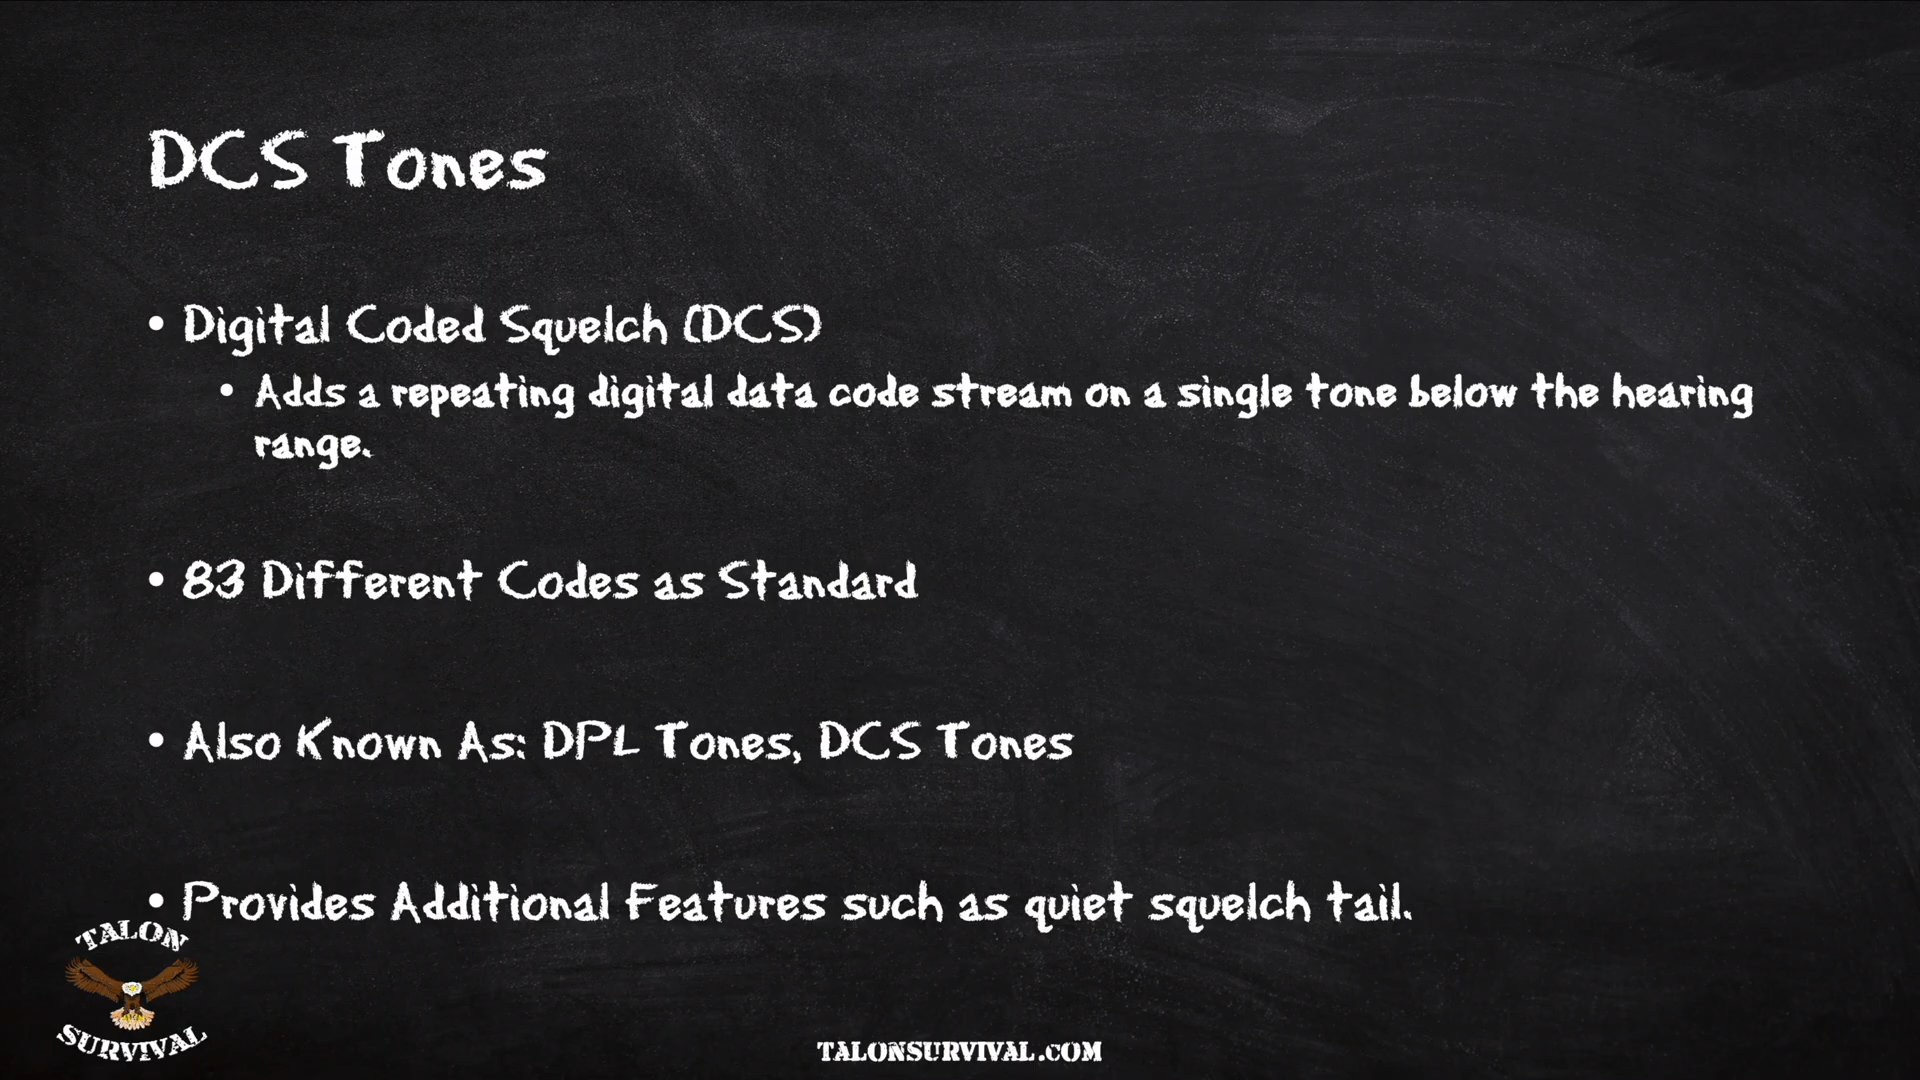 DCS Tones
• Digital Coded Squelch (DCS)
• Adds a repeating digital data code stream on a single tone below the hearing
range.
• 83 Different Codes as Standard
• Also Known As: DPL Tones, DCS Tones
• Provides Additional Features such as quiet squelch tail.
TALON
SURVIVAL
TALONSURVIVAL.COM